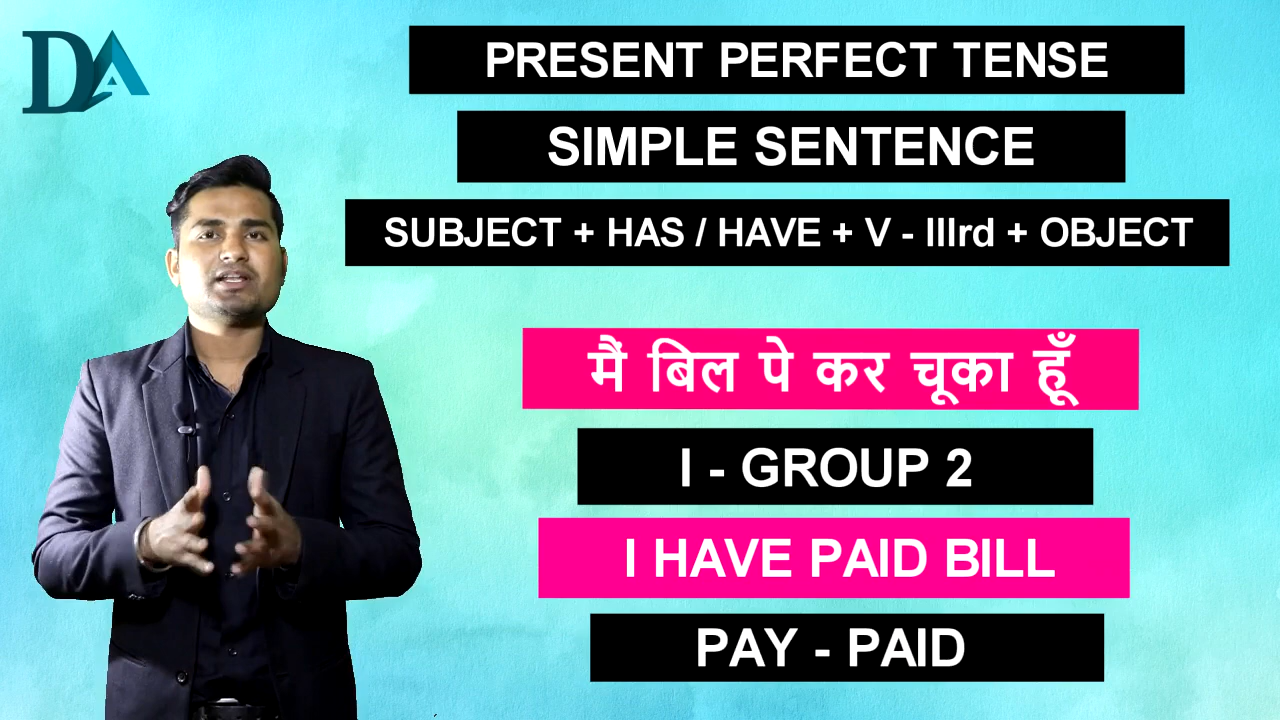 DA
PRESENT PERFECT TENSE
SIMPLE SENTENCE
SUBJECT + HAS / HAVE + V - IIIrd + OBJECT
मैं बिल पे कर चूका हूँ
I - GROUP 2
I HAVE PAID BILL
PAY - PAID